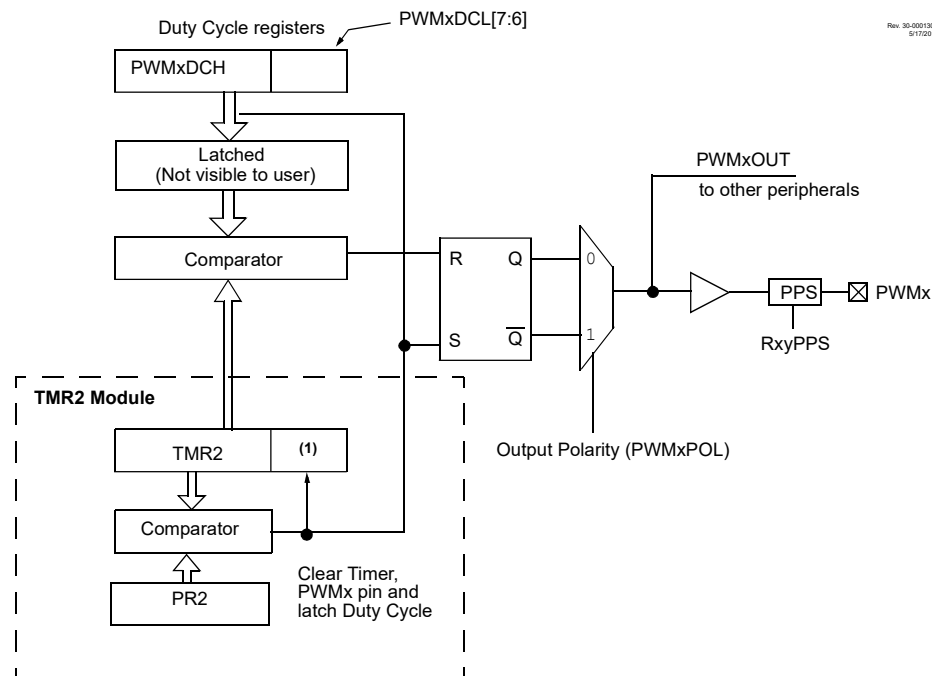 Duty Cycle registers
PWMxDCL[7:6]
Rev. 30-000130
5/17/20
PWMxDCH
Latched
(Not visible to user)
Comparator
R
Q
S
Q
0
1
PWMxOUT
to other peripherals
PPS
PWMx
RxyPPS
Output Polarity (PWMxPOL)
TMR2 Module
TMR2
(1)
Comparator
PR2
Clear Timer,
PWMx pin and
latch Duty Cycle